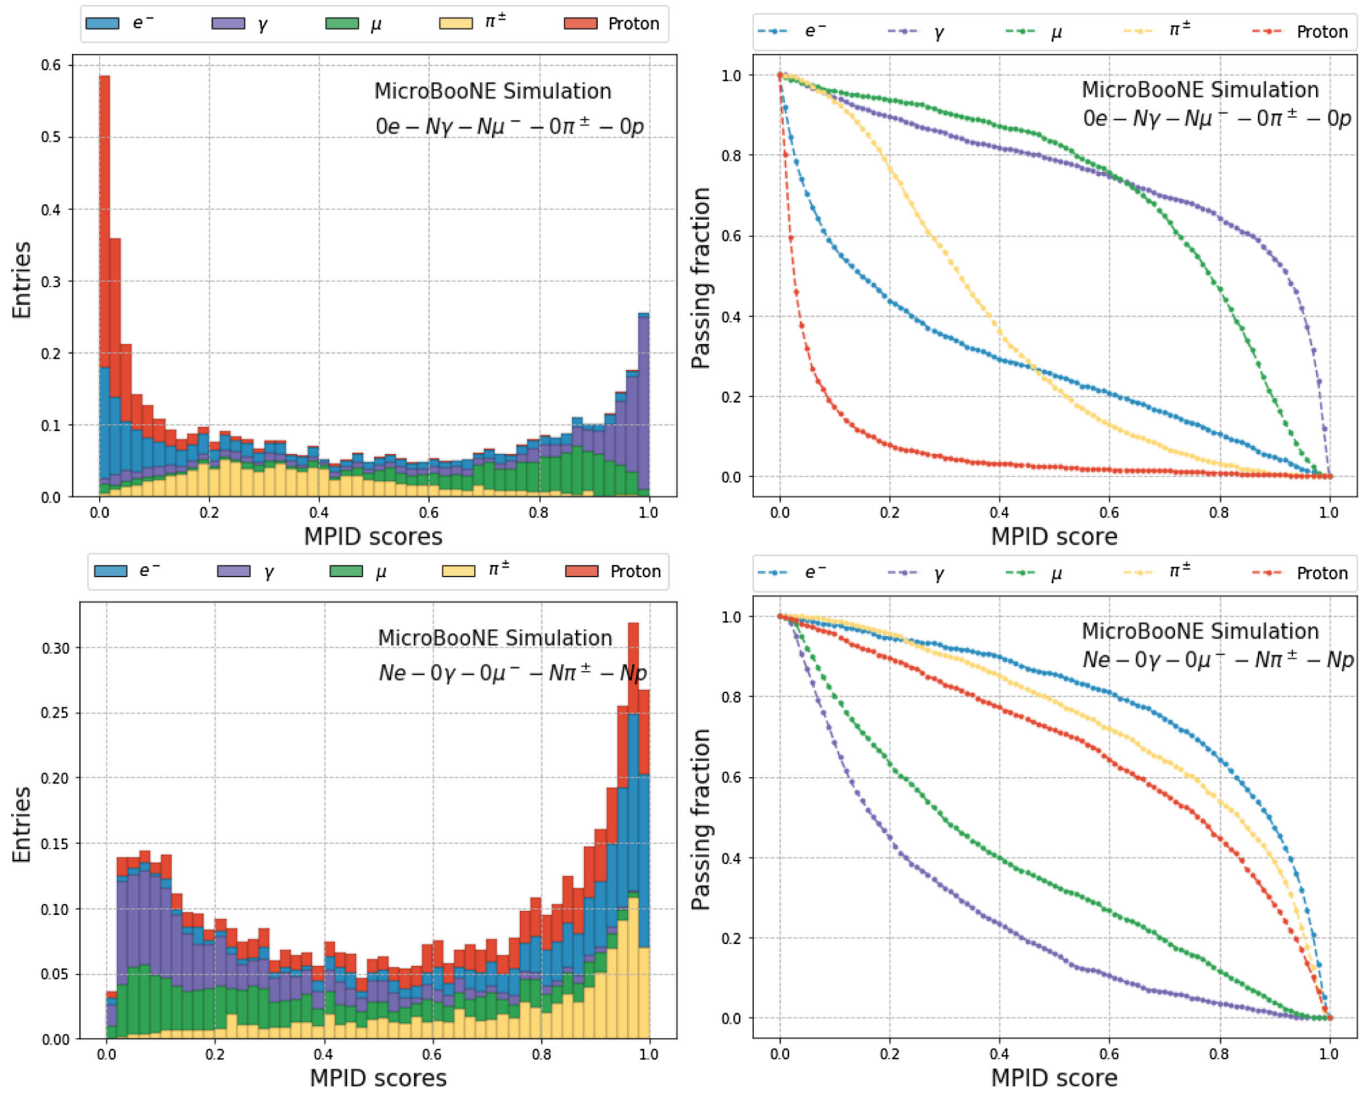 e⁻ γ μ π± Proton
MicroBooNE Simulation
0e − Nγ − Nμ⁻ − 0π± − 0p
Entries
0.6
0.5
0.4
0.3
0.2
0.1
0.0
0.0 0.2 0.4 0.6 0.8 1.0
MPID scores
e⁻ γ μ π± Proton
MicroBooNE Simulation
0e − Nγ − Nμ⁻ − 0π± − 0p
Passing fraction
1.0
0.8
0.6
0.4
0.2
0.0
0.0 0.2 0.4 0.6 0.8 1.0
MPID score
e⁻ γ μ π± Proton
MicroBooNE Simulation
Ne − 0γ − 0μ⁻ − Nπ± − Np
Entries
0.30
0.25
0.20
0.15
0.10
0.05
0.00
0.0 0.2 0.4 0.6 0.8 1.0
MPID scores
e⁻ γ μ π± Proton
MicroBooNE Simulation
Ne − 0γ − 0μ⁻ − Nπ± − Np
Passing fraction
1.0
0.8
0.6
0.4
0.2
0.0
0.0 0.2 0.4 0.6 0.8 1.0
MPID score